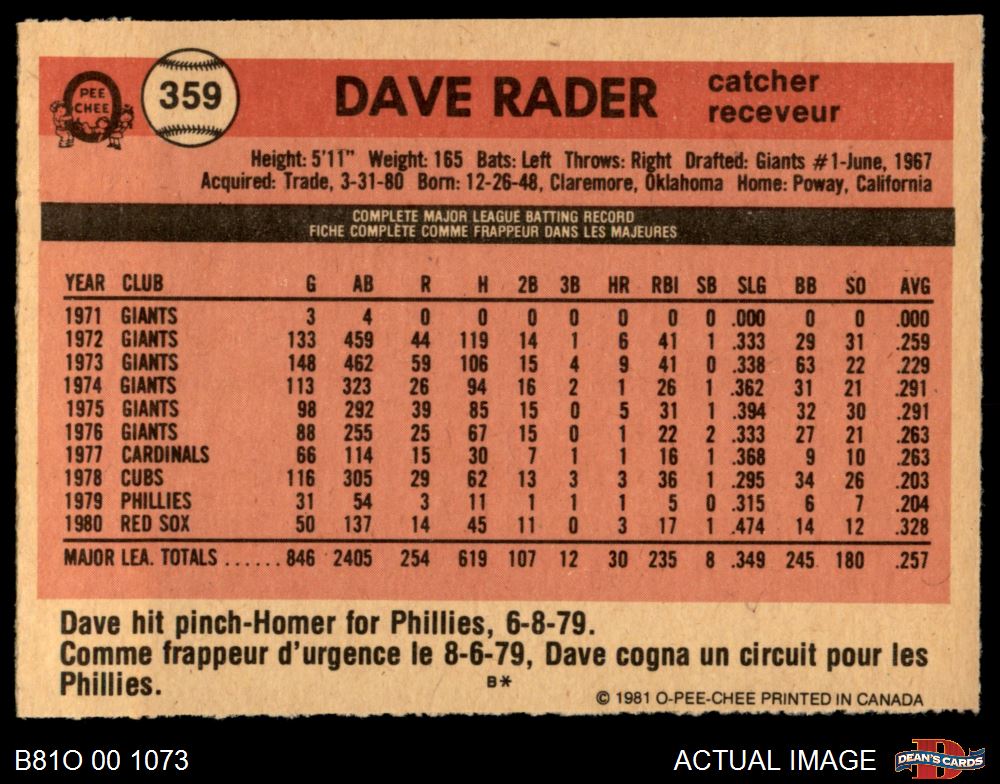 PEE
CHEE
359
DAVE RADER
catcher
receveur
Height: 5'11" Weight: 165 Bats: Left Throws: Right Drafted: Giants #1-June, 1967
Acquired: Trade, 3-31-80 Born: 12-26-48, Claremore, Oklahoma Home: Poway, California
COMPLETE MAJOR LEAGUE BATTING RECORD
FICHE COMPLÈTE COMME FRAPPEUR DANS LES MAJEURES
YEAR CLUB G AB R H 2B 3B HR RBI SB SLG BB SO AVG
1971 GIANTS 3 4 0 0 0 0 0 0 0 .000 0 0 .000
1972 GIANTS 133 459 44 119 14 1 6 41 1 .333 29 31 .259
1973 GIANTS 148 462 59 106 15 4 9 41 0 .338 63 22 .229
1974 GIANTS 113 323 26 94 16 2 1 26 1 .362 31 21 .291
1975 GIANTS 98 292 39 85 15 0 5 31 1 .394 32 30 .291
1976 GIANTS 88 255 25 67 15 0 1 22 2 .333 27 21 .263
1977 CARDINALS 66 114 15 30 7 1 1 16 1 .368 9 10 .263
1978 CUBS 116 305 29 62 13 3 3 36 1 .295 34 26 .203
1979 PHILLIES 31 54 3 11 1 1 1 5 0 .315 6 7 .204
1980 RED SOX 50 137 14 45 11 0 3 17 1 .474 14 12 .328
MAJOR LEA. TOTALS ...... 846 2405 254 619 107 12 30 235 8 .349 245 180 .257
Dave hit pinch-Homer for Phillies, 6-8-79.
Comme frappeur d'urgence le 8-6-79, Dave cogna un circuit pour les
Phillies.
B*
© 1981 O-PEE-CHEE PRINTED IN CANADA
B81O 00 1073
ACTUAL IMAGE
DEAN'S CARDS